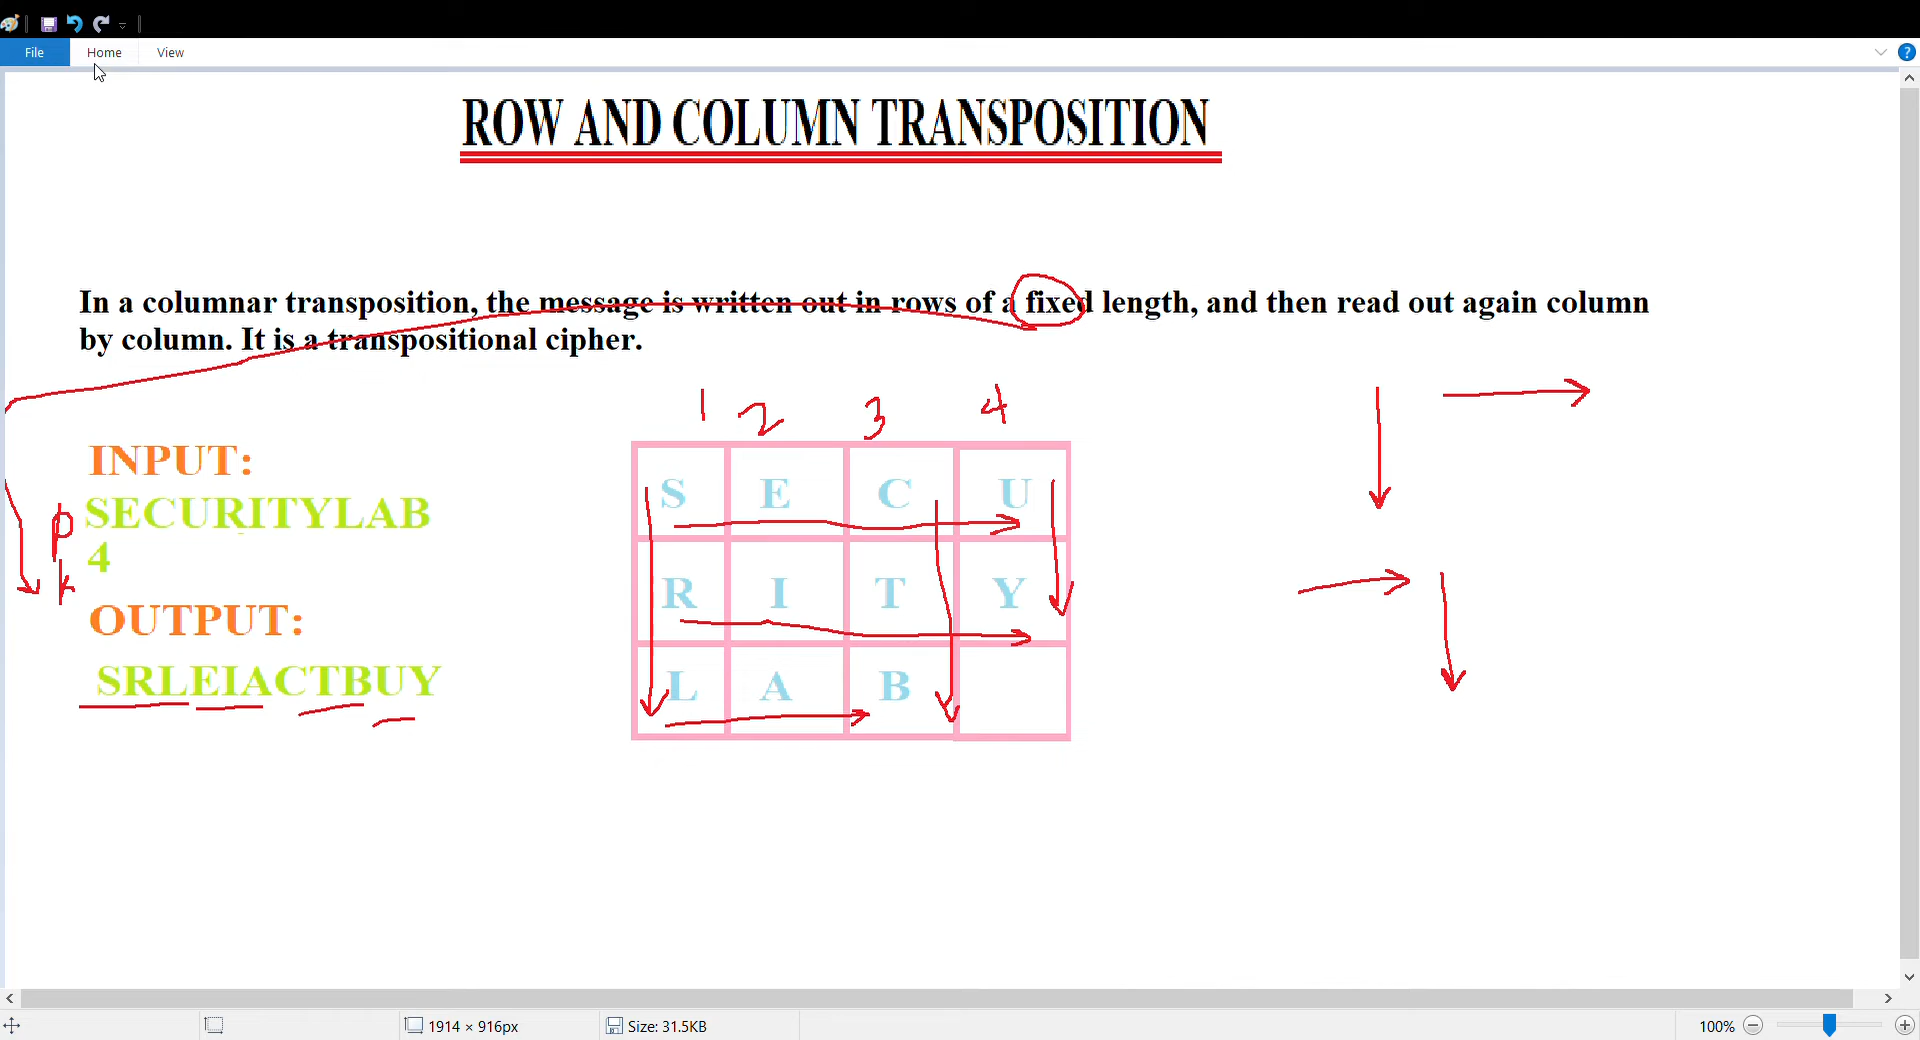 File Home View
ROW AND COLUMN TRANSPOSITION
In a columnar transposition, the message is written out in rows of a fixed length, and then read out again column
by column. It is a transpositional cipher.
1 2 3 4
INPUT:
p SECURITYLAB
4
k
OUTPUT:
SRLEIACTBUY
S E C U
R I T Y
L A B
1914 × 916px Size: 31.5KB 100%